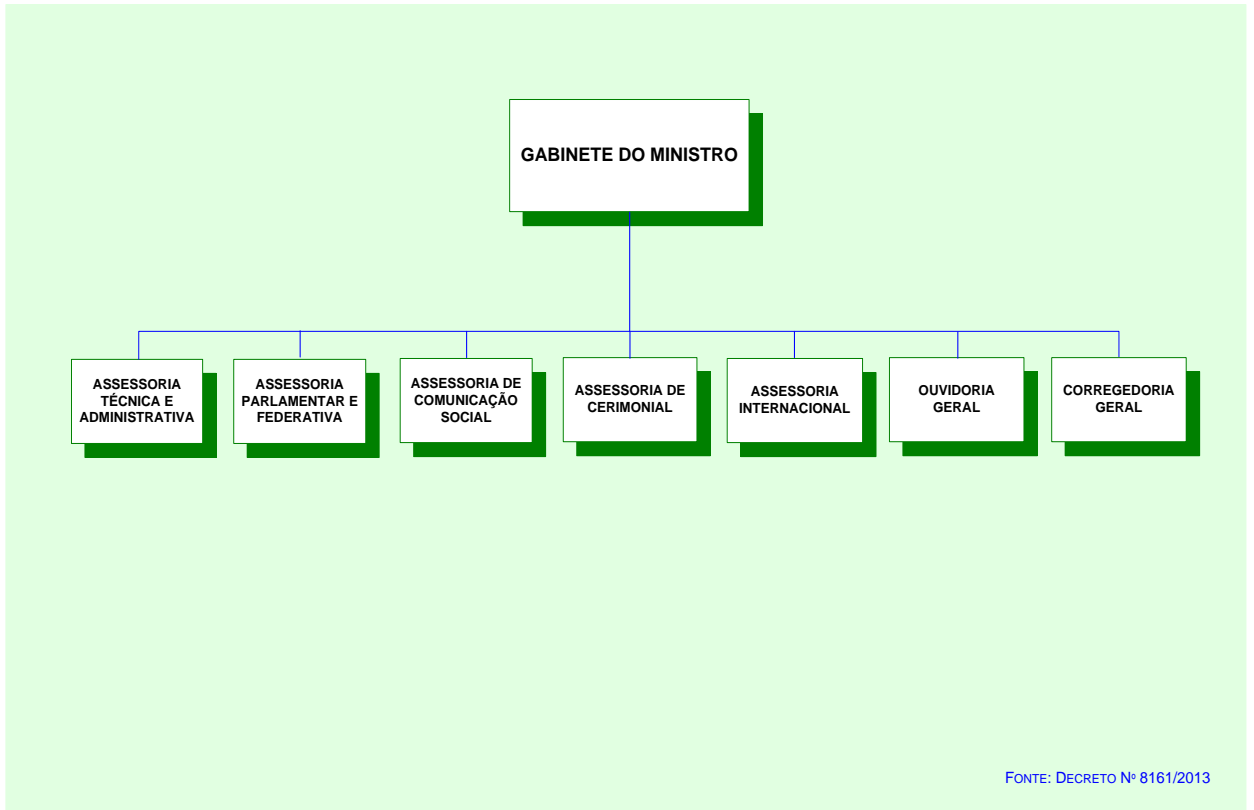 GABINETE DO MINISTRO
ASSESSORIA
TÉCNICA E
ADMINISTRATIVA
ASSESSORIA
PARLAMENTAR E
FEDERATIVA
ASSESSORIA DE
COMUNICAÇÃO
SOCIAL
ASSESSORIA DE
CERIMONIAL
ASSESSORIA
INTERNACIONAL
OUVIDORIA
GERAL
CORREGEDORIA
GERAL
FONTE: DECRETO Nº 8161/2013